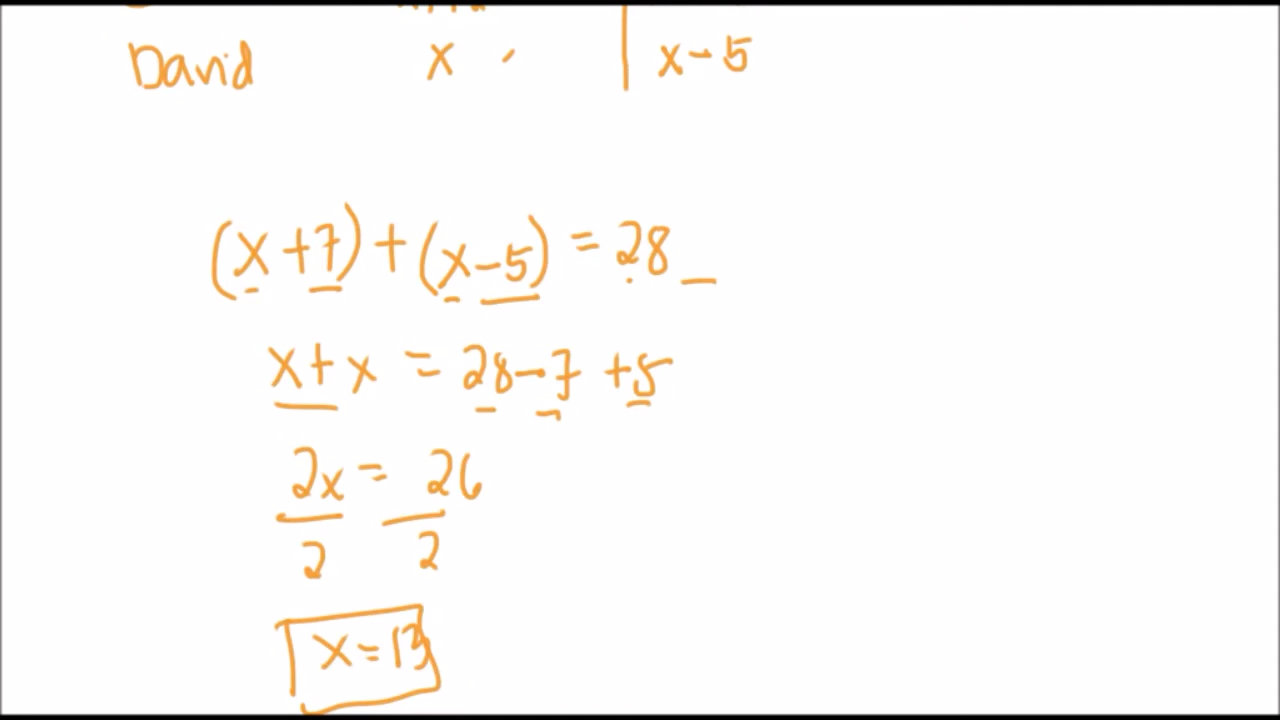 David x x-5
(x+7)+(x-5)=28
x+x = 28-7 +5
2x = 26
2 2
x=13